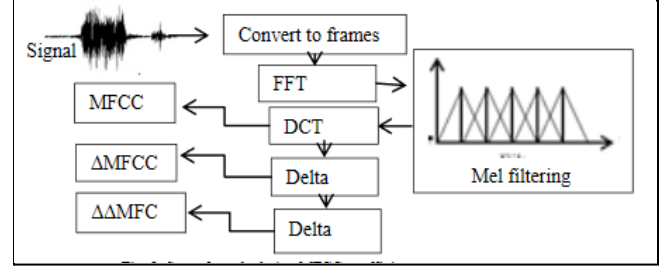 Signal
Convert to frames
FFT
MFCC
DCT
Mel filtering
ΔMFCC
Delta
ΔΔMFC
Delta